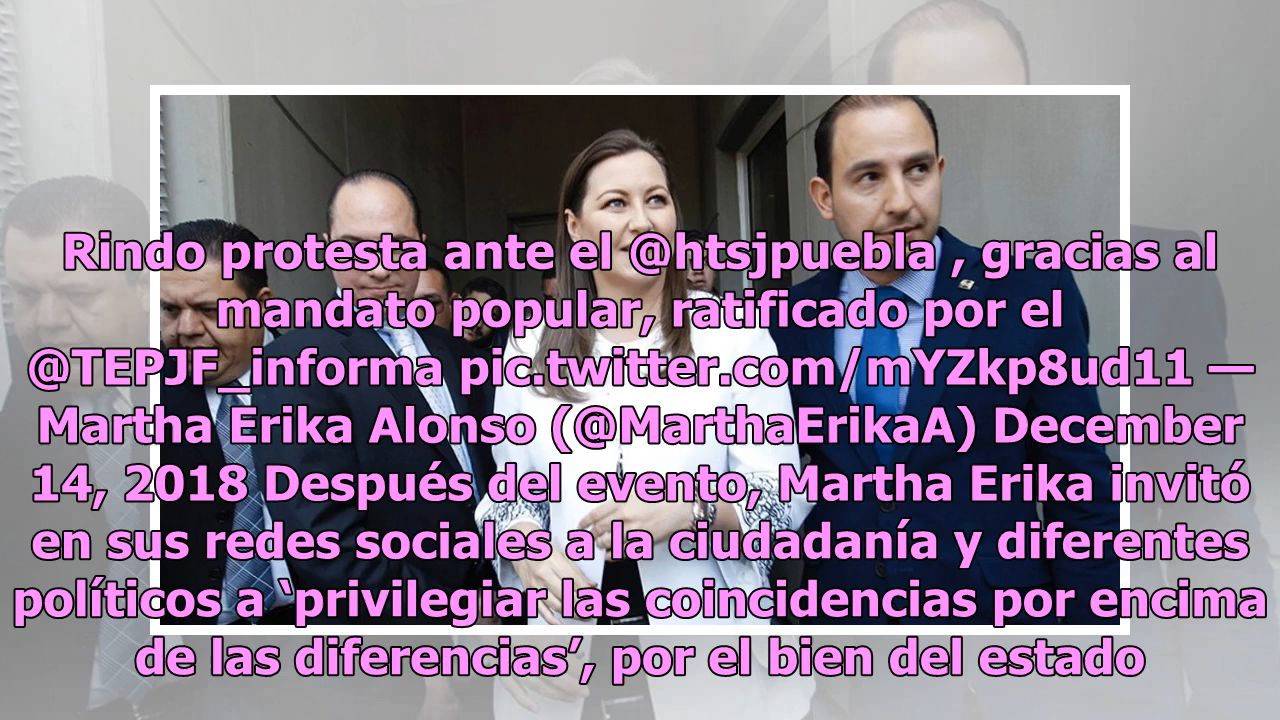 Rindo protesta ante el @htsjpuebla , gracias al
mandato popular, ratificado por el
@TEPJF_informa pic.twitter.com/mYZkp8ud11 —
Martha Erika Alonso (@MarthaErikaA) December
14, 2018 Después del evento, Martha Erika invitó
en sus redes sociales a la ciudadanía y diferentes
políticos a ‘privilegiar las coincidencias por encima
de las diferencias’, por el bien del estado